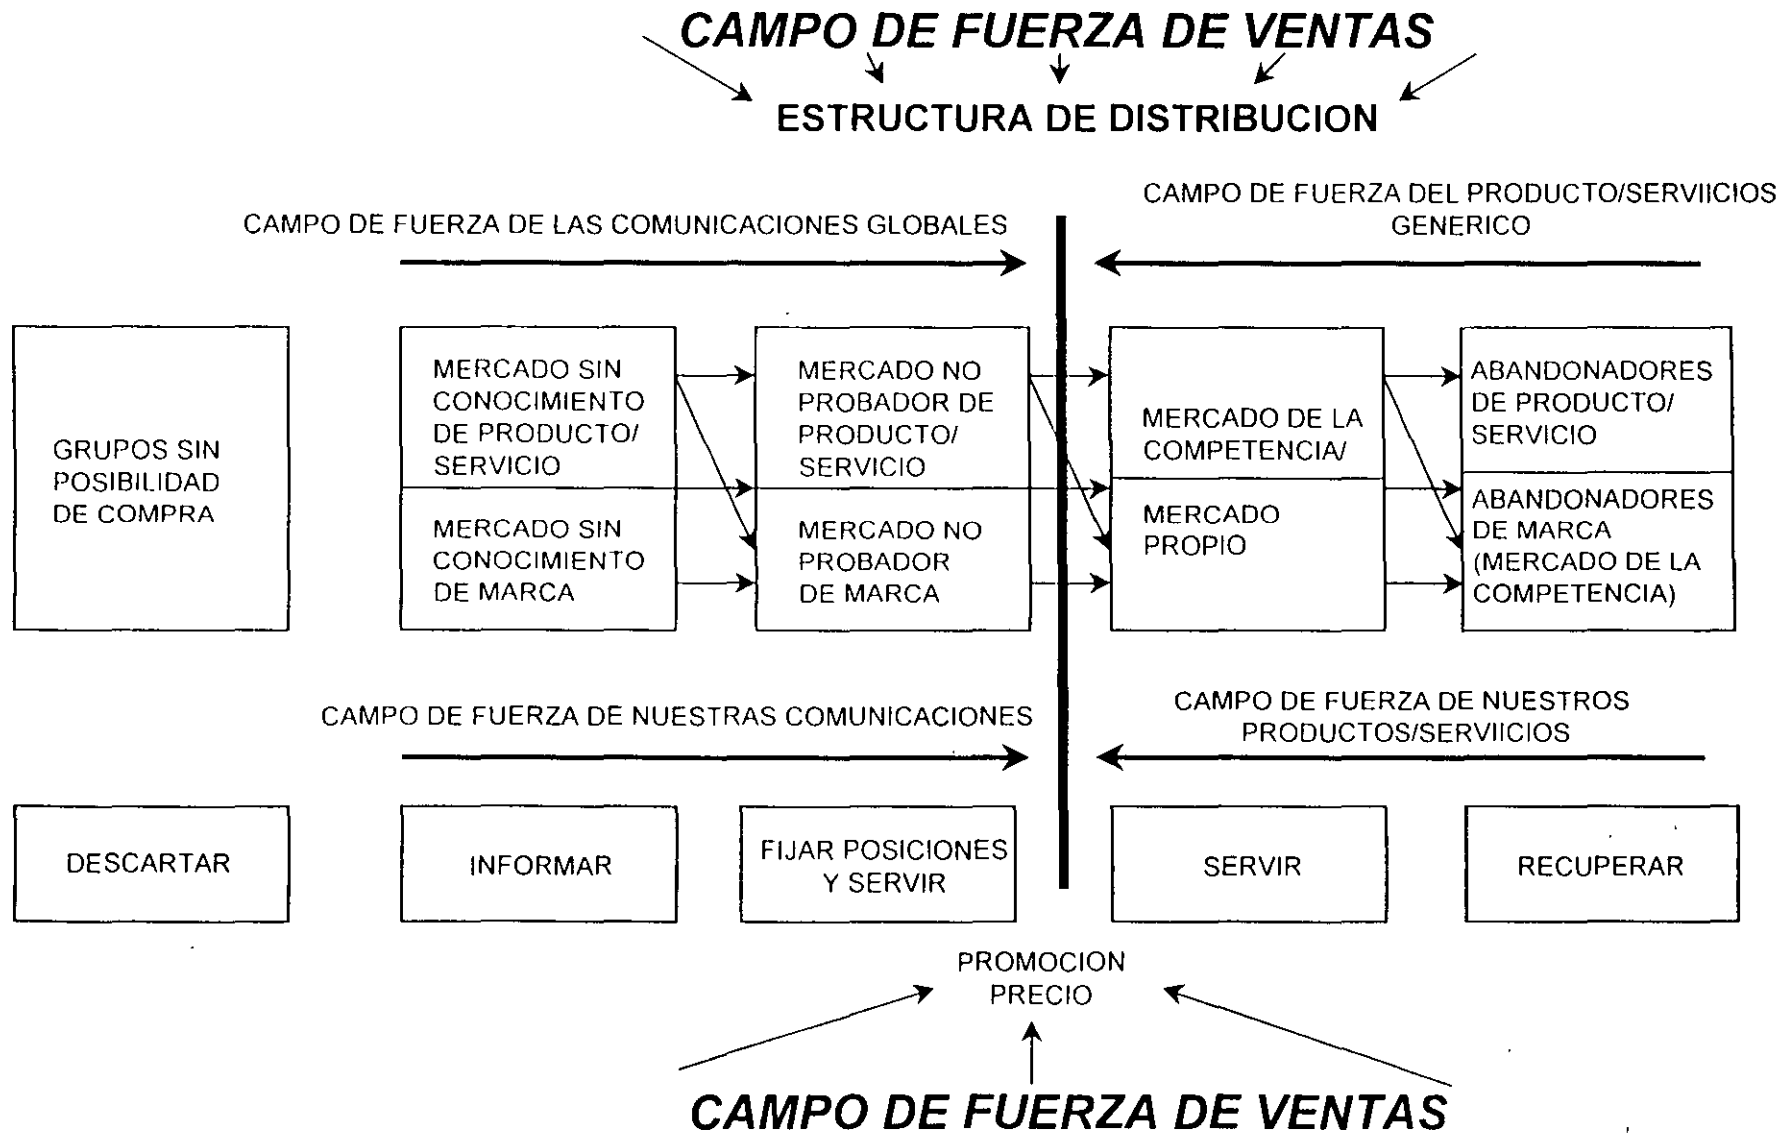 CAMPO DE FUERZA DE VENTAS
ESTRUCTURA DE DISTRIBUCION
CAMPO DE FUERZA DE LAS COMUNICACIONES GLOBALES
CAMPO DE FUERZA DEL PRODUCTO/SERVIICIOS
GENERICO
GRUPOS SIN
POSIBILIDAD
DE COMPRA
MERCADO SIN
CONOCIMIENTO
DE PRODUCTO/
SERVICIO
MERCADO SIN
CONOCIMIENTO
DE MARCA
MERCADO NO
PROBADOR DE
PRODUCTO/
SERVICIO
MERCADO NO
PROBADOR
DE MARCA
MERCADO DE LA
COMPETENCIA/
MERCADO
PROPIO
ABANDONADORES
DE PRODUCTO/
SERVICIO
ABANDONADORES
DE MARCA
(MERCADO DE LA
COMPETENCIA)
CAMPO DE FUERZA DE NUESTRAS COMUNICACIONES
CAMPO DE FUERZA DE NUESTROS
PRODUCTOS/SERVIICIOS
DESCARTAR
INFORMAR
FIJAR POSICIONES
Y SERVIR
SERVIR
RECUPERAR
PROMOCION
PRECIO
CAMPO DE FUERZA DE VENTAS